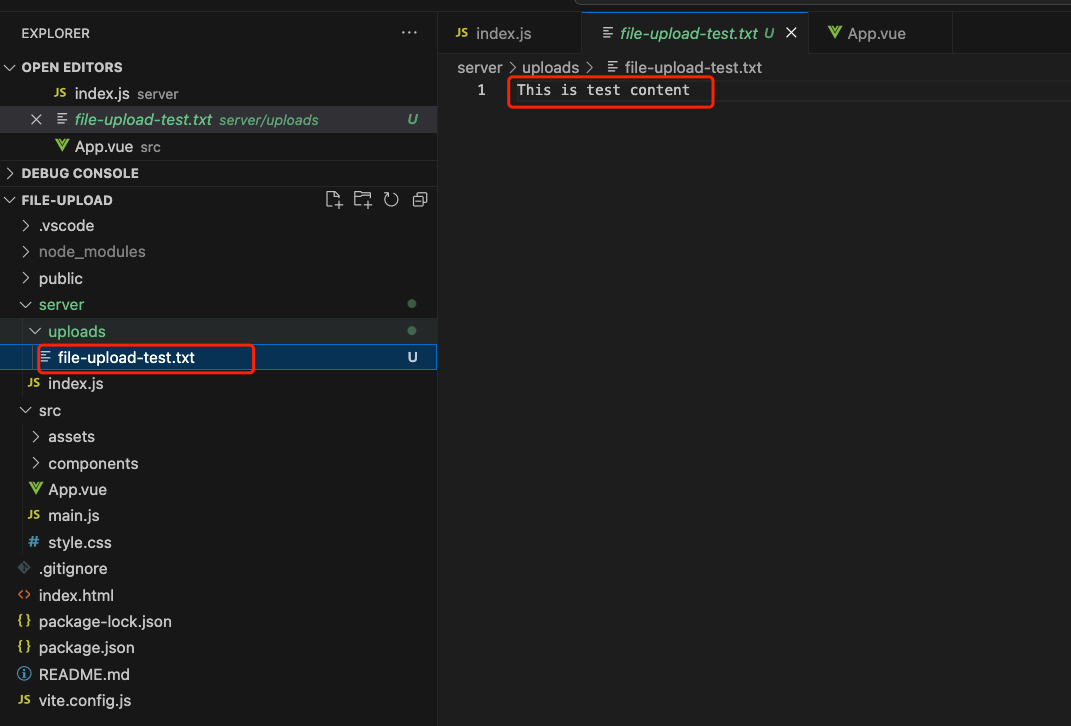 EXPLORER
OPEN EDITORS
JS index.js server
file-upload-test.txt server/uploads U
App.vue src
DEBUG CONSOLE
FILE-UPLOAD
.vscode
node_modules
public
server
uploads
file-upload-test.txt U
JS index.js
src
assets
components
App.vue
JS main.js
# style.css
.gitignore
<> index.html
{} package-lock.json
{} package.json
README.md
JS vite.config.js
JS index.js
file-upload-test.txt U
App.vue
server > uploads > file-upload-test.txt
1 This is test content